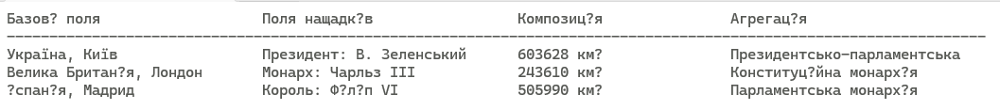 Базов? поля Поля нащадк?в Композиц?я Агрегац?я
Україна, Київ Президент: В. Зеленський 603628 км? Президентсько-парламентська
Велика Британ?я, Лондон Монарх: Чарльз III 243610 км? Конституц?йна монарх?я
?спан?я, Мадрид Король: Ф?л?п VI 505990 км? Парламентська монарх?я